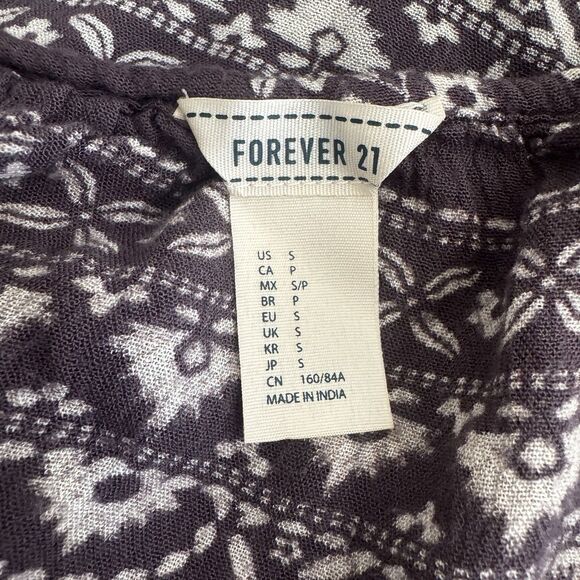 FOREVER 21
US S
CA P
MX S/P
BR P
EU S
UK S
KR S
JP S
CN 160/84A
MADE IN INDIA